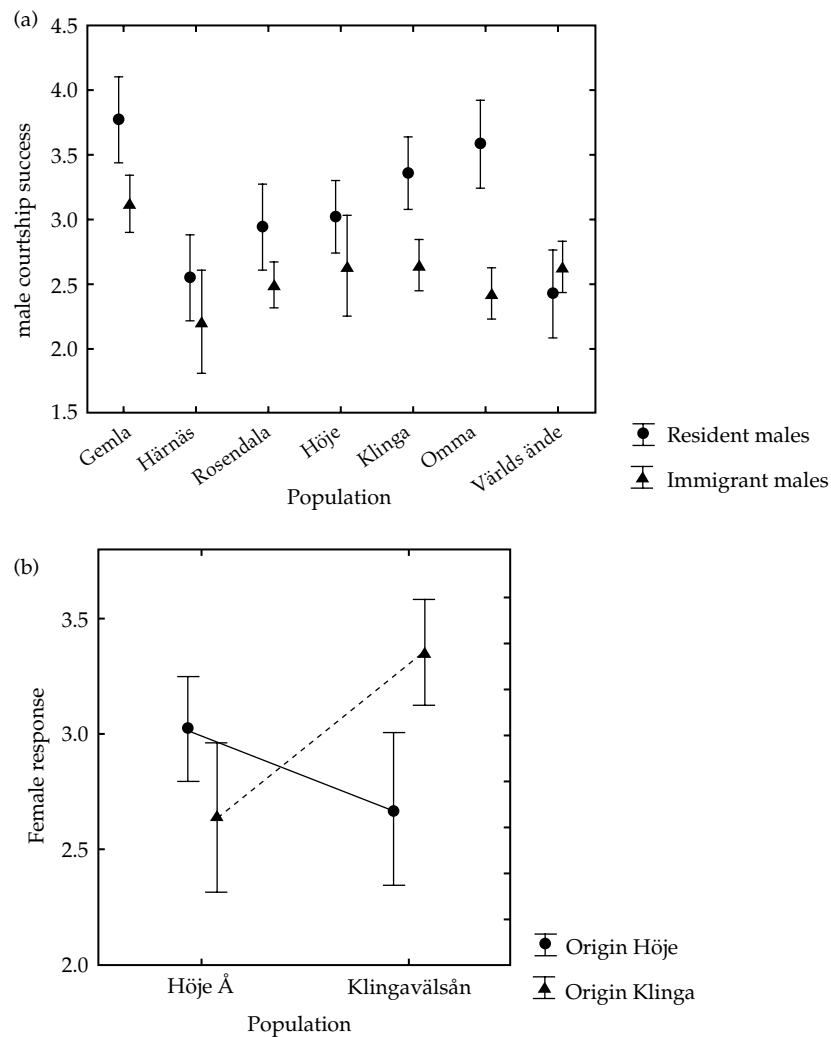 (a)
male courtship success
4.5
4.0
3.5
3.0
2.5
2.0
1.5
Gemla
Härnäs
Rosendala
Höje
Klinga
Omma
Världs ände
Population
Resident males
Immigrant males
(b)
Female response
3.5
3.0
2.5
2.0
Höje Å
Klingavälsån
Population
Origin Höje
Origin Klinga